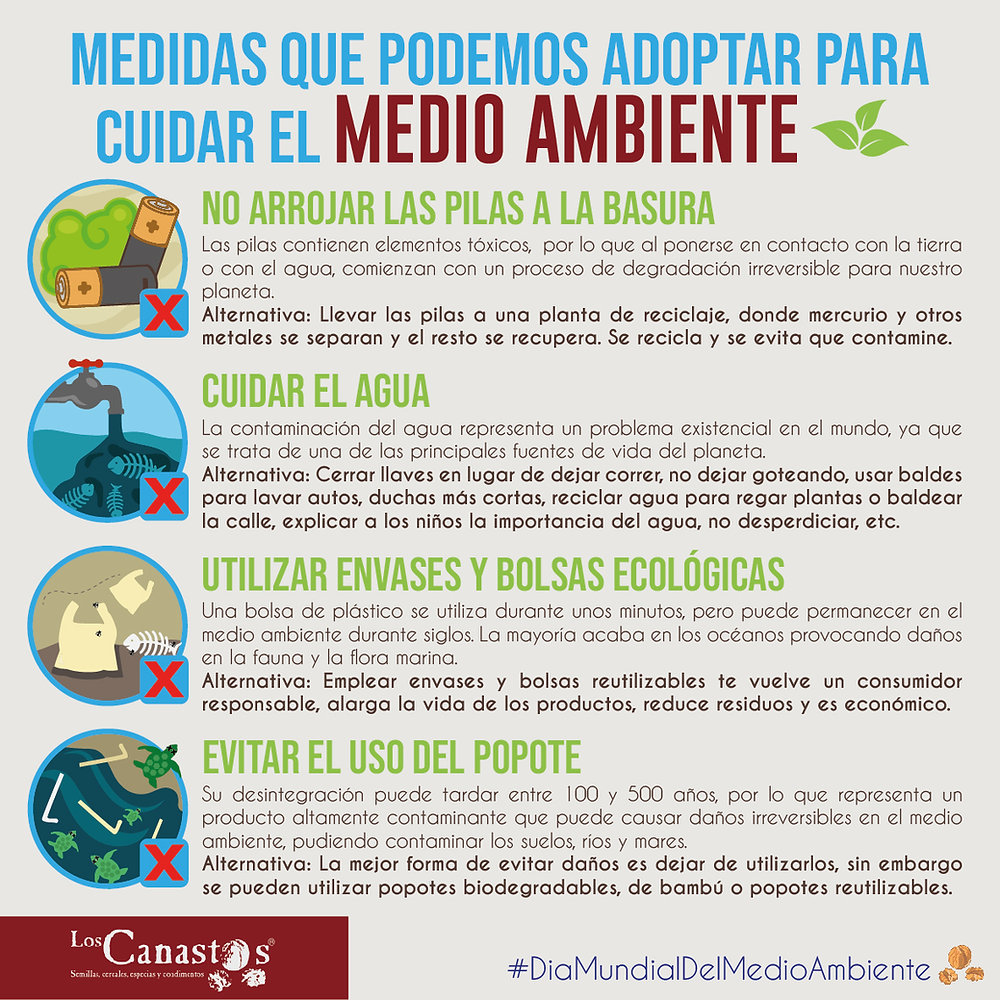 MEDIDAS QUE PODEMOS ADOPTAR PARA
CUIDAR EL MEDIO AMBIENTE
NO ARROJAR LAS PILAS A LA BASURA
Las pilas contienen elementos tóxicos, por lo que al ponerse en contacto con la tierra
o con el agua, comienzan con un proceso de degradación irreversible para nuestro
planeta.
Alternativa: Llevar las pilas a una planta de reciclaje, donde mercurio y otros
metales se separan y el resto se recupera. Se recicla y se evita que contamine.
X
CUIDAR EL AGUA
La contaminación del agua representa un problema existencial en el mundo, ya que
se trata de una de las principales fuentes de vida del planeta.
Alternativa: Cerrar llaves en lugar de dejar correr, no dejar goteando, usar baldes
para lavar autos, duchas más cortas, reciclar agua para regar plantas o baldear
la calle, explicar a los niños la importancia del agua, no desperdiciar, etc.
X
UTILIZAR ENVASES Y BOLSAS ECOLÓGICAS
Una bolsa de plástico se utiliza durante unos minutos, pero puede permanecer en el
medio ambiente durante siglos. La mayoría acaba en los océanos provocando daños
en la fauna y la flora marina.
Alternativa: Emplear envases y bolsas reutilizables te vuelve un consumidor
responsable, alarga la vida de los productos, reduce residuos y es económico.
X
EVITAR EL USO DEL POPOTE
Su desintegración puede tardar entre 100 y 500 años, por lo que representa un
producto altamente contaminante que puede causar daños irreversibles en el medio
ambiente, pudiendo contaminar los suelos, ríos y mares.
Alternativa: La mejor forma de evitar daños es dejar de utilizarlos, sin embargo
se pueden utilizar popotes biodegradables, de bambú o popotes reutilizables.
X
Los Canastos®
Semillas, cereales, especias y condimentos
#DiaMundialDelMedioAmbiente